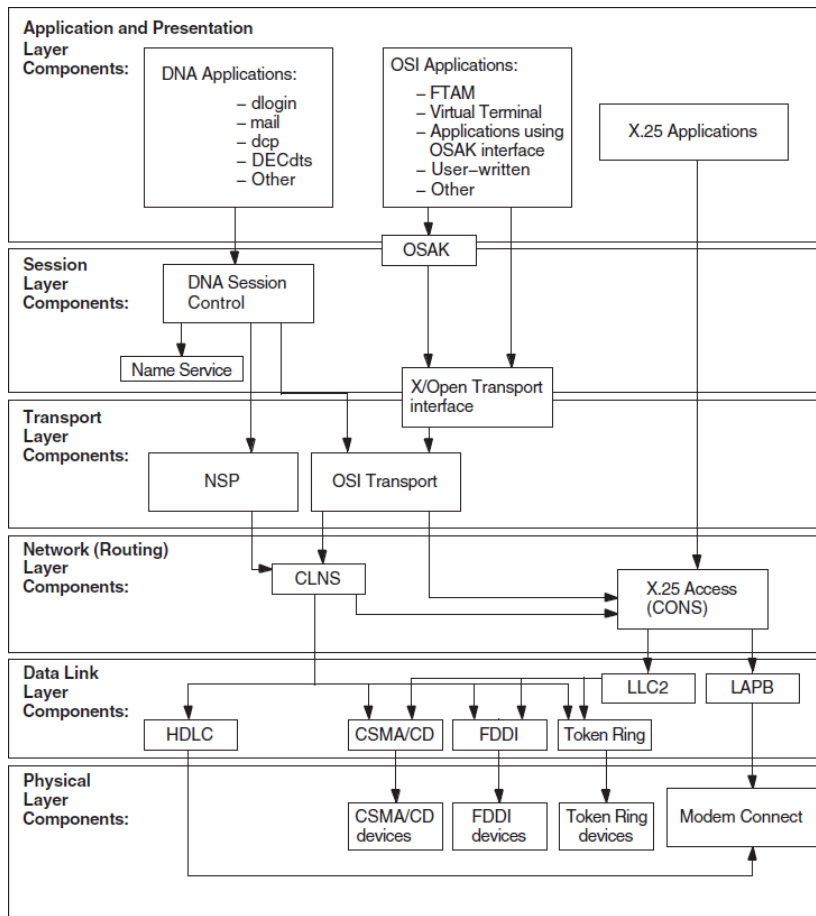 Application and Presentation
Layer
Components:
DNA Applications:
– dlogin
– mail
– dcp
– DECdts
– Other
OSI Applications:
– FTAM
– Virtual Terminal
– Applications using
OSAK interface
– User–written
– Other
X.25 Applications
OSAK
Session
Layer
Components:
DNA Session
Control
Name Service
X/Open Transport
interface
Transport
Layer
Components:
NSP
OSI Transport
Network (Routing)
Layer
Components:
CLNS
X.25 Access
(CONS)
Data Link
Layer
Components:
LLC2
LAPB
HDLC
CSMA/CD
FDDI
Token Ring
Physical
Layer
Components:
CSMA/CD
devices
FDDI
devices
Token Ring
devices
Modem Connect